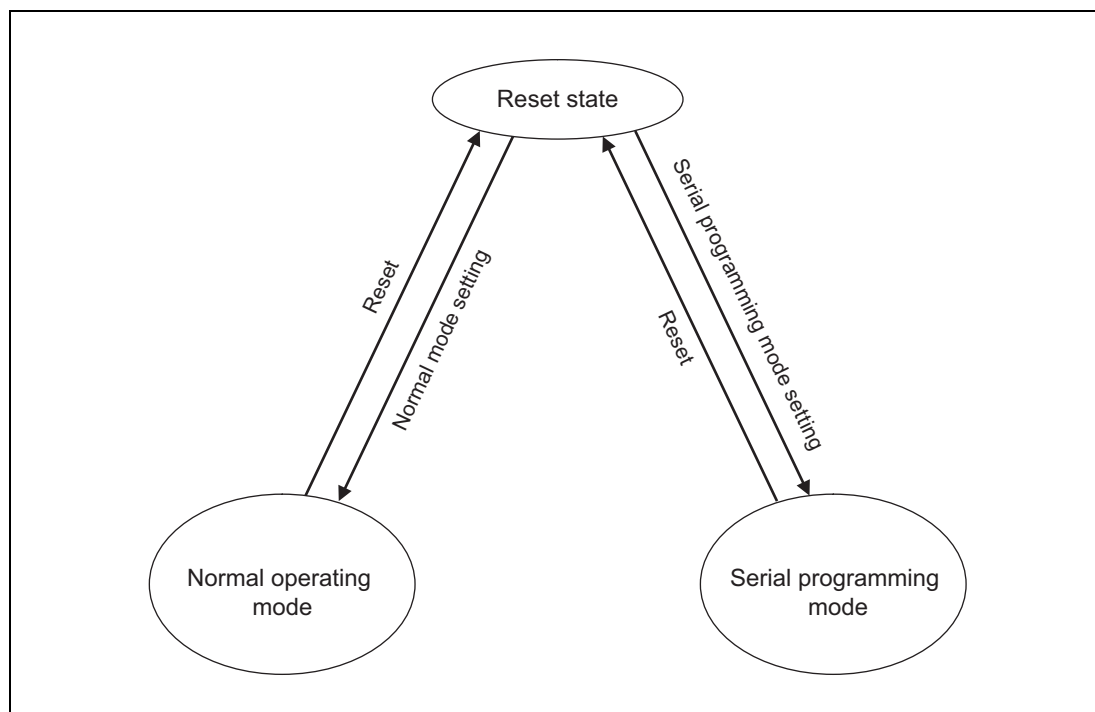 Reset state
Reset
Normal mode setting
Reset
Serial programming mode setting
Normal operating
mode
Serial programming
mode